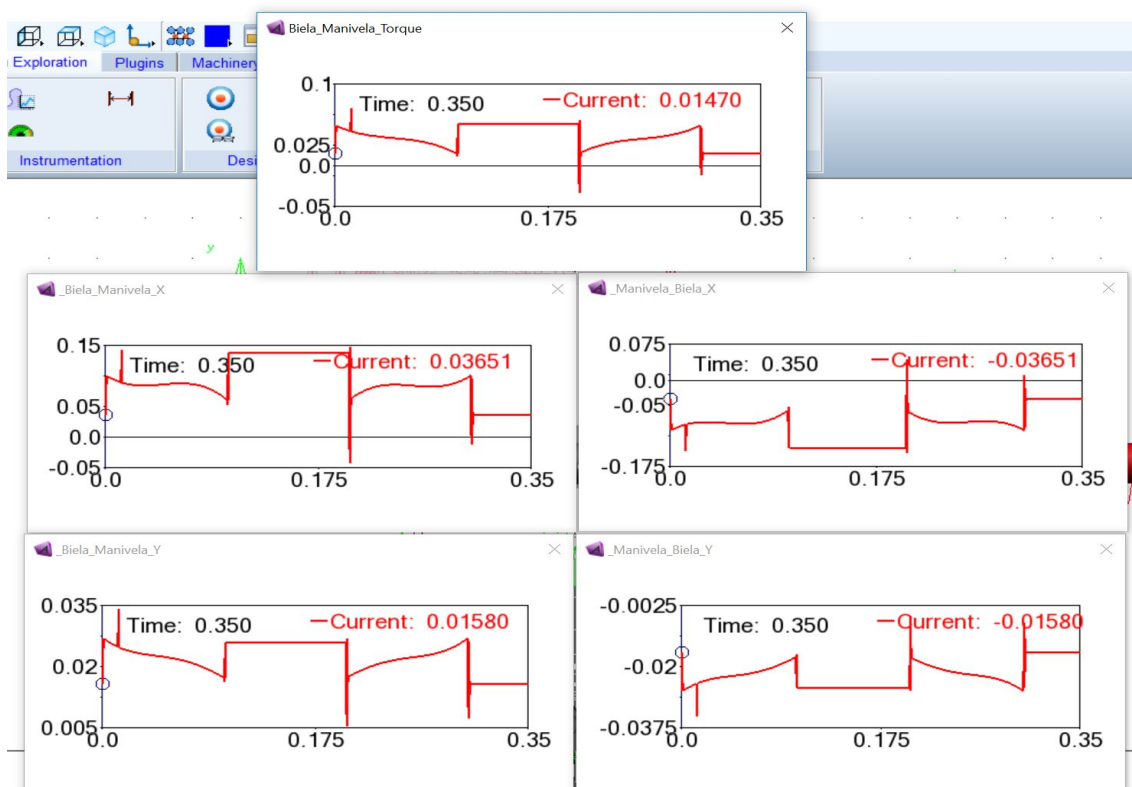 Biela_Manivela_Torque
Exploration Plugins Machinery
Instrumentation
Desi
0.1
Time: 0.350
Current: 0.01470
0.025
0.0
-0.05
0.0
0.175
0.35
y
_Biela_Manivela_X
0.15
Time: 0.350
Current: 0.03651
0.05
0.0
-0.05
0.0
0.175
0.35
_Manivela_Biela_X
0.075
Time: 0.350
Current: -0.03651
0.0
-0.05
-0.175
0.0
0.175
0.35
_Biela_Manivela_Y
0.035
Time: 0.350
Current: 0.01580
0.02
0.005
0.0
0.175
0.35
_Manivela_Biela_Y
-0.0025
Time: 0.350
Current: -0.01580
-0.02
-0.0375
0.0
0.175
0.35